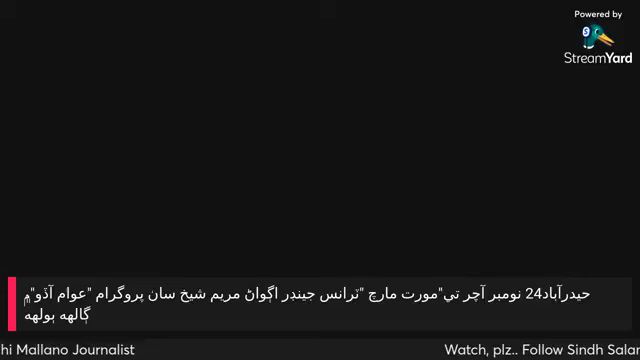 Powered by
StreamYard
حيدرآباد24 نومبر آچر تي"مورت مارچ "ٽرانس جينڊر اڳواڻ مريم شيخ سان پروگرام "عوام آڏو"۾
ڳالهه ٻولهه
hi Mallano Journalist
Watch, plz.. Follow Sindh Salar